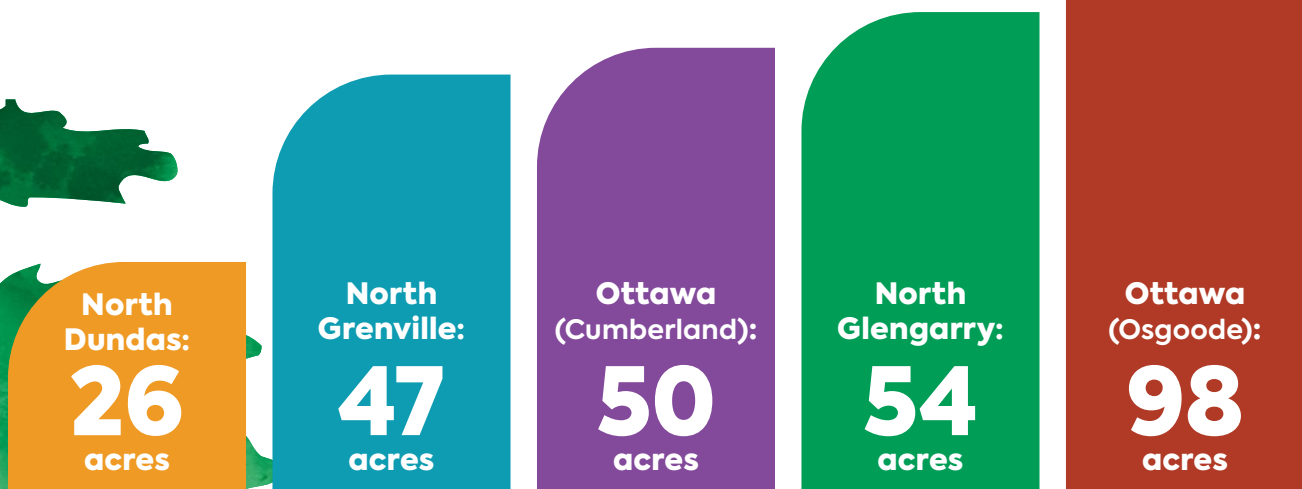 North
Dundas:
26
acres
North
Grenville:
47
acres
Ottawa
(Cumberland):
50
acres
North
Glengarry:
54
acres
Ottawa
(Osgoode):
98
acres